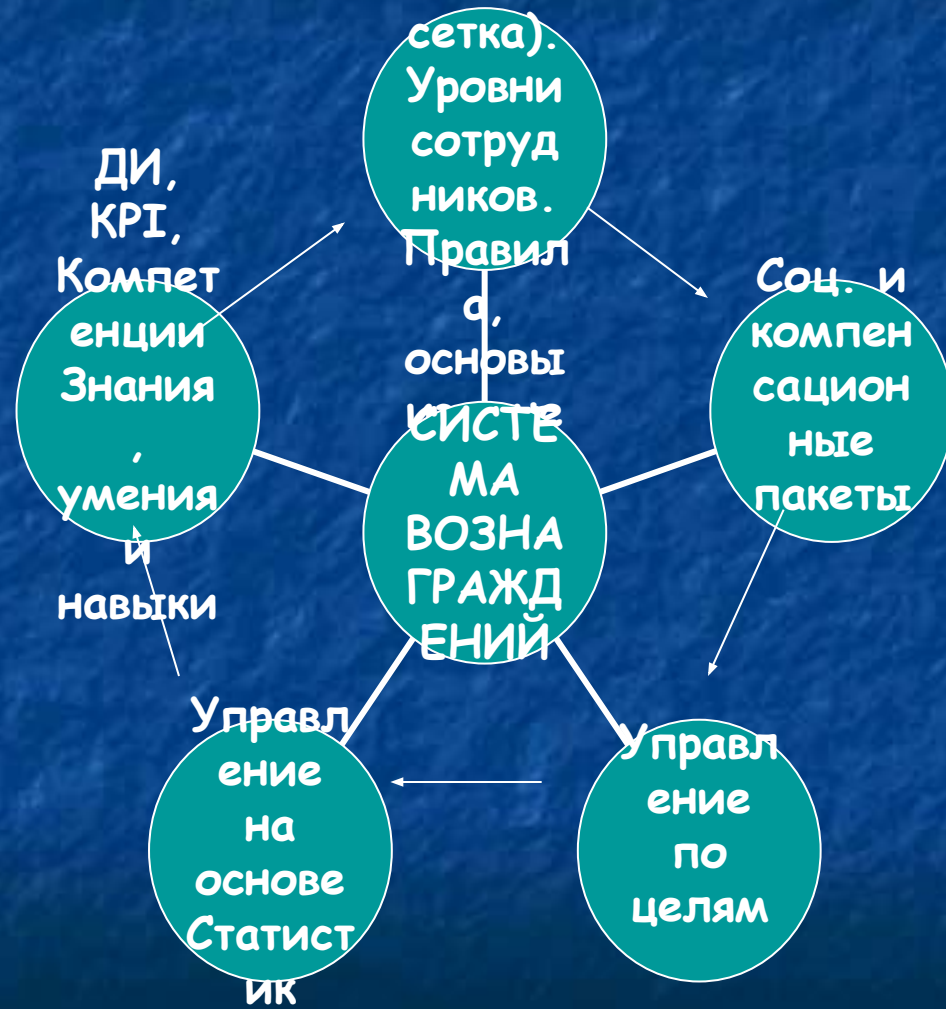 сетка).
Уровни
сотруд
ников.
Правил
а,
основы
ДИ,
KPI,
Компет
енции
Знания
,
умения
и
навыки
Соц. и
компен
сацион
ные
пакеты
СИСТЕ
МА
ВОЗНА
ГРАЖД
ЕНИЙ
Управл
ение
на
основе
Статист
ик
Управл
ение
по
целям